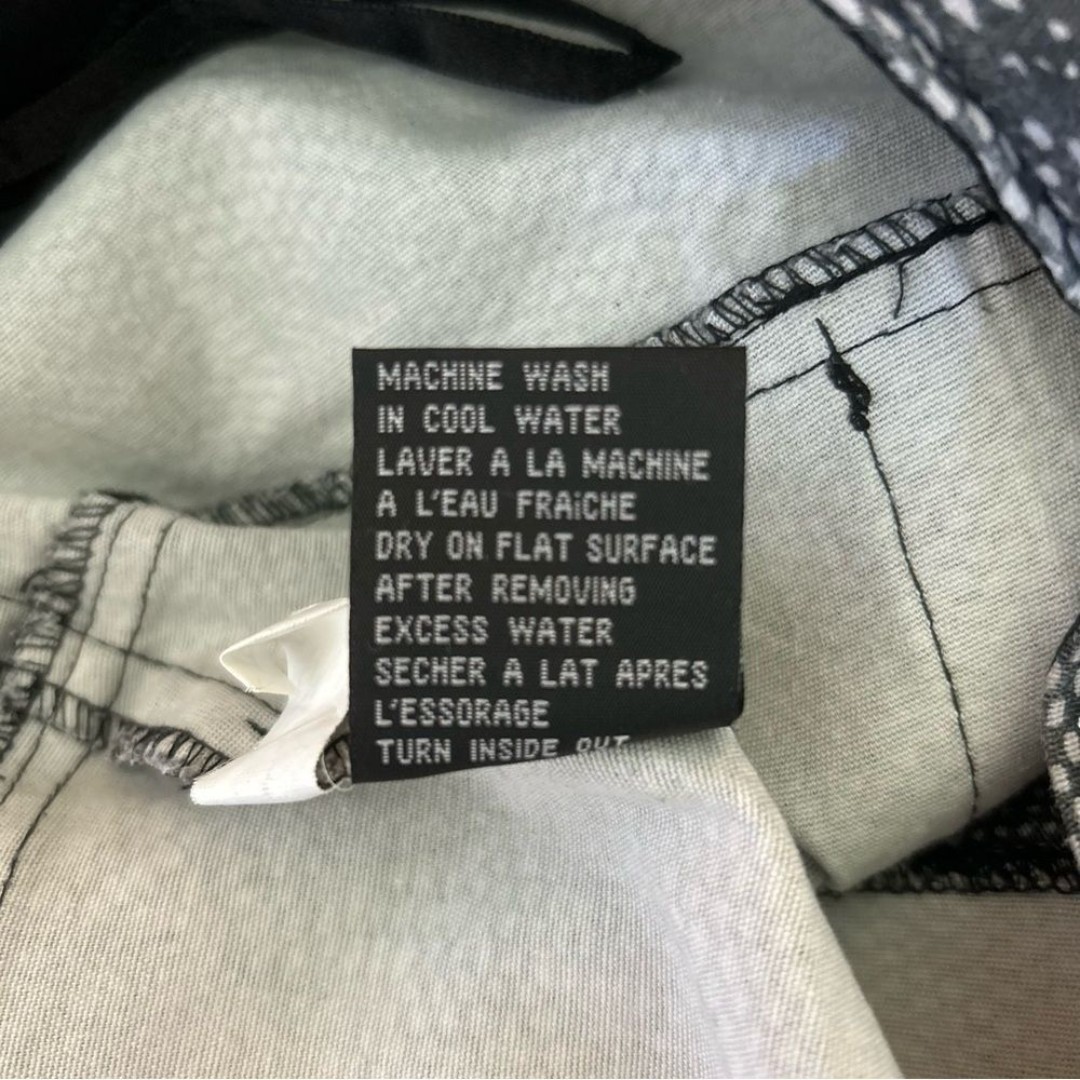 MACHINE WASH
IN COOL WATER
LAVER A LA MACHINE
A L'EAU FRAiCHE
DRY ON FLAT SURFACE
AFTER REMOVING
EXCESS WATER
SECHER A LAT APRES
L'ESSORAGE
TURN INSIDE OUT